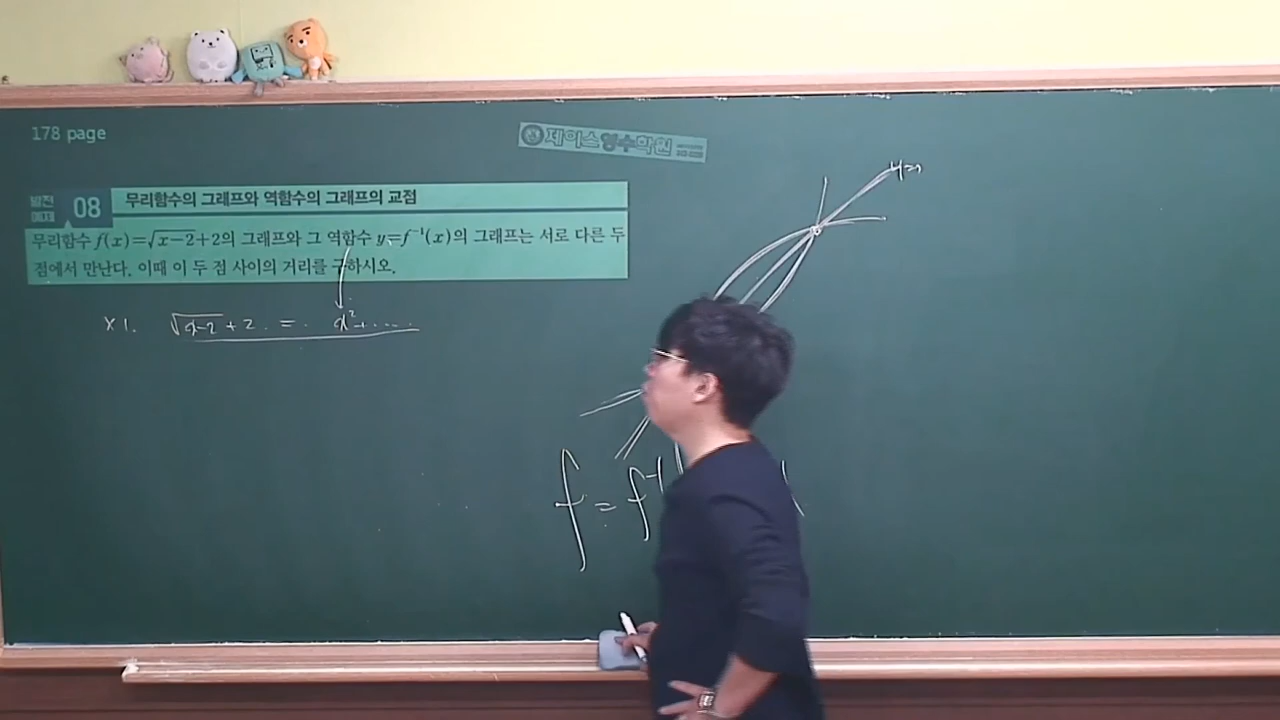 178 page
제이스 영수학원
발전 예제 08 무리함수의 그래프와 역함수의 그래프의 교점
무리함수 f(x)=√(x-2)+2의 그래프와 그 역함수 y=f⁻¹(x)의 그래프는 서로 다른 두
점에서 만난다. 이때 이 두 점 사이의 거리를 구하시오.
x1. √(x-2) + 2 = x² + ....
y=x
f = f⁻¹